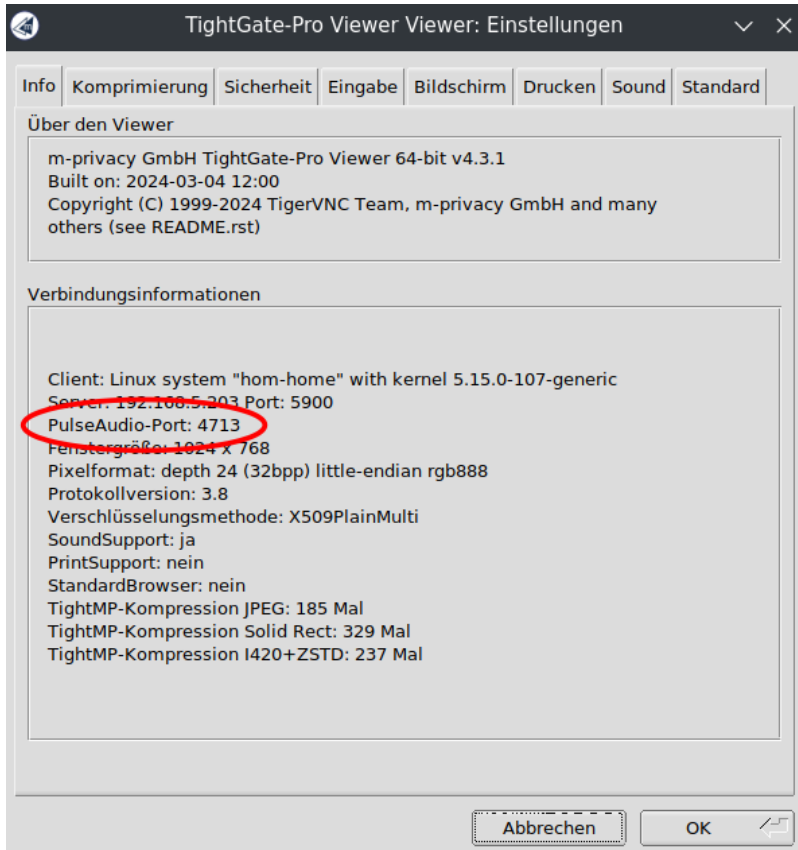 TightGate-Pro Viewer Viewer: Einstellungen
Info Komprimierung Sicherheit Eingabe Bildschirm Drucken Sound Standard
Über den Viewer
m-privacy GmbH TightGate-Pro Viewer 64-bit v4.3.1
Built on: 2024-03-04 12:00
Copyright (C) 1999-2024 TigerVNC Team, m-privacy GmbH and many
others (see README.rst)
Verbindungsinformationen
Client: Linux system "hom-home" with kernel 5.15.0-107-generic
Server: 192.168.5.203 Port: 5900
PulseAudio-Port: 4713
Fenstergröße: 1024 x 768
Pixelformat: depth 24 (32bpp) little-endian rgb888
Protokollversion: 3.8
Verschlüsselungsmethode: X509PlainMulti
SoundSupport: ja
PrintSupport: nein
StandardBrowser: nein
TightMP-Kompression JPEG: 185 Mal
TightMP-Kompression Solid Rect: 329 Mal
TightMP-Kompression I420+ZSTD: 237 Mal
Abbrechen OK